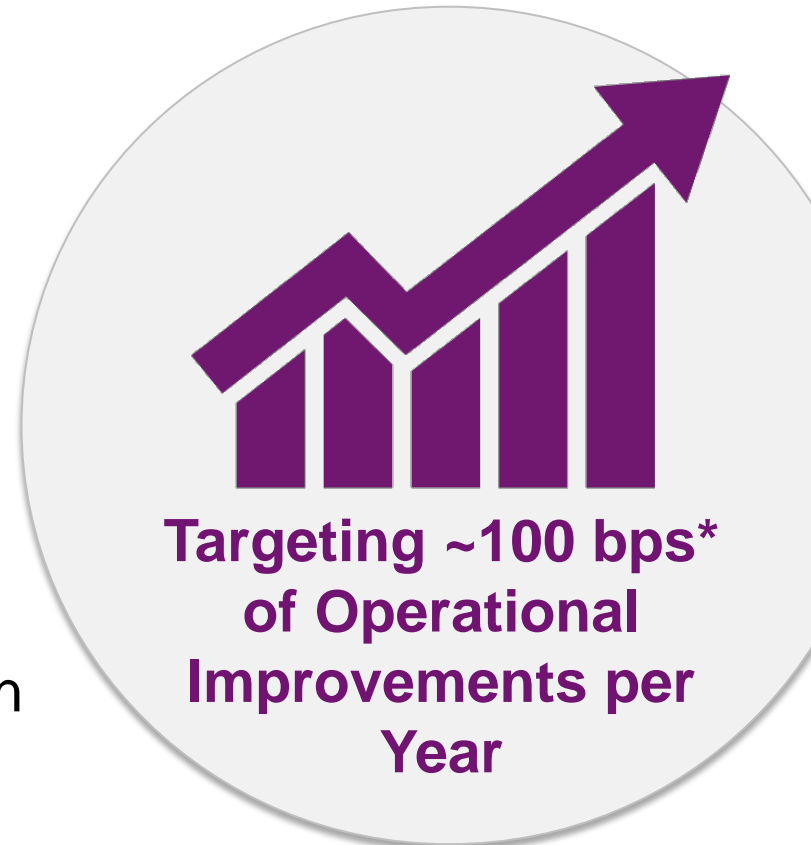 Targeting ~100 bps*
of Operational
Improvements per
Year